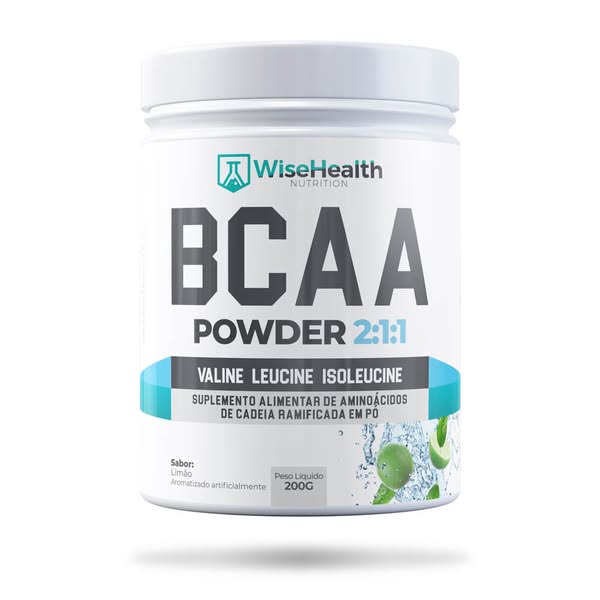 WiseHealth
NUTRITION
BCAA
POWDER 2:1:1
VALINE LEUCINE ISOLEUCINE
SUPLEMENTO ALIMENTAR DE AMINOÁCIDOS
DE CADEIA RAMIFICADA EM PÓ
Sabor:
Limão
Aromatizado artificialmente
Peso Líquido
200G